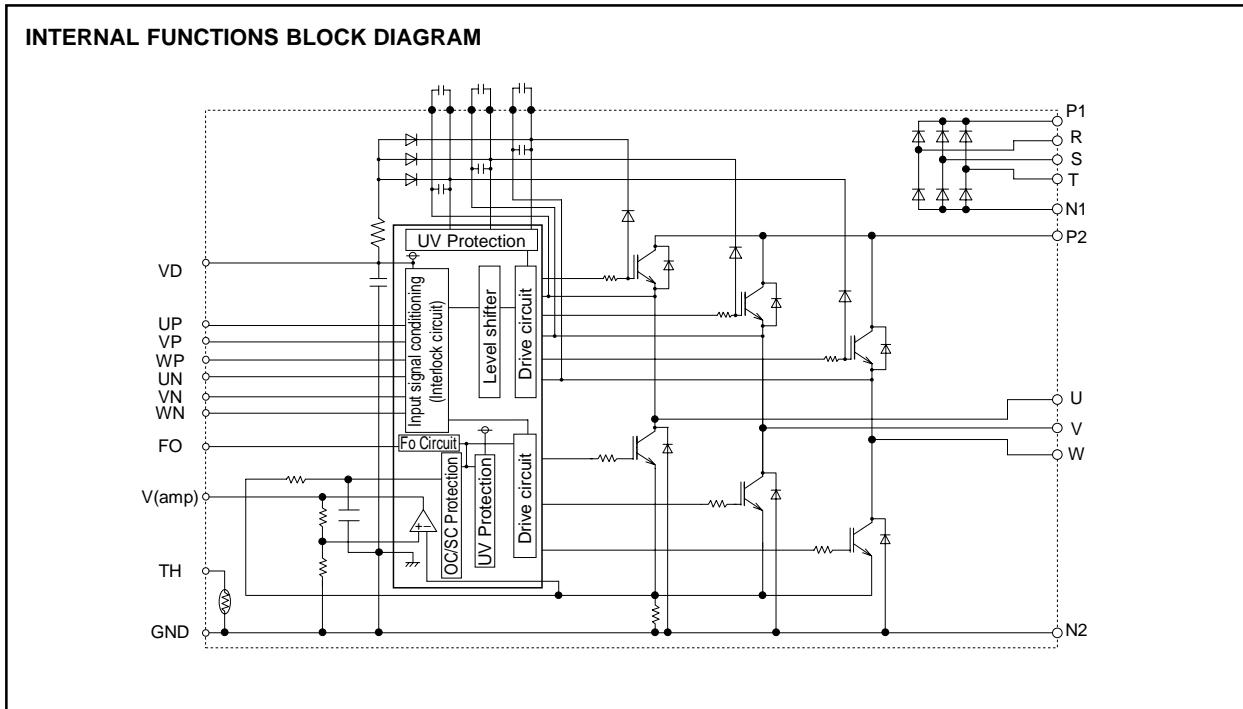 INTERNAL FUNCTIONS BLOCK DIAGRAM
P1
R
S
T
N1
P2
UV Protection
VD
UP
VP
WP
UN
VN
WN
FO
V(amp)
TH
GND
Input signal conditioning
(Interlock circuit)
Level shifter
Drive circuit
Fo Circuit
OC/SC Protection
UV Protection
Drive circuit
+−
U
V
W
N2